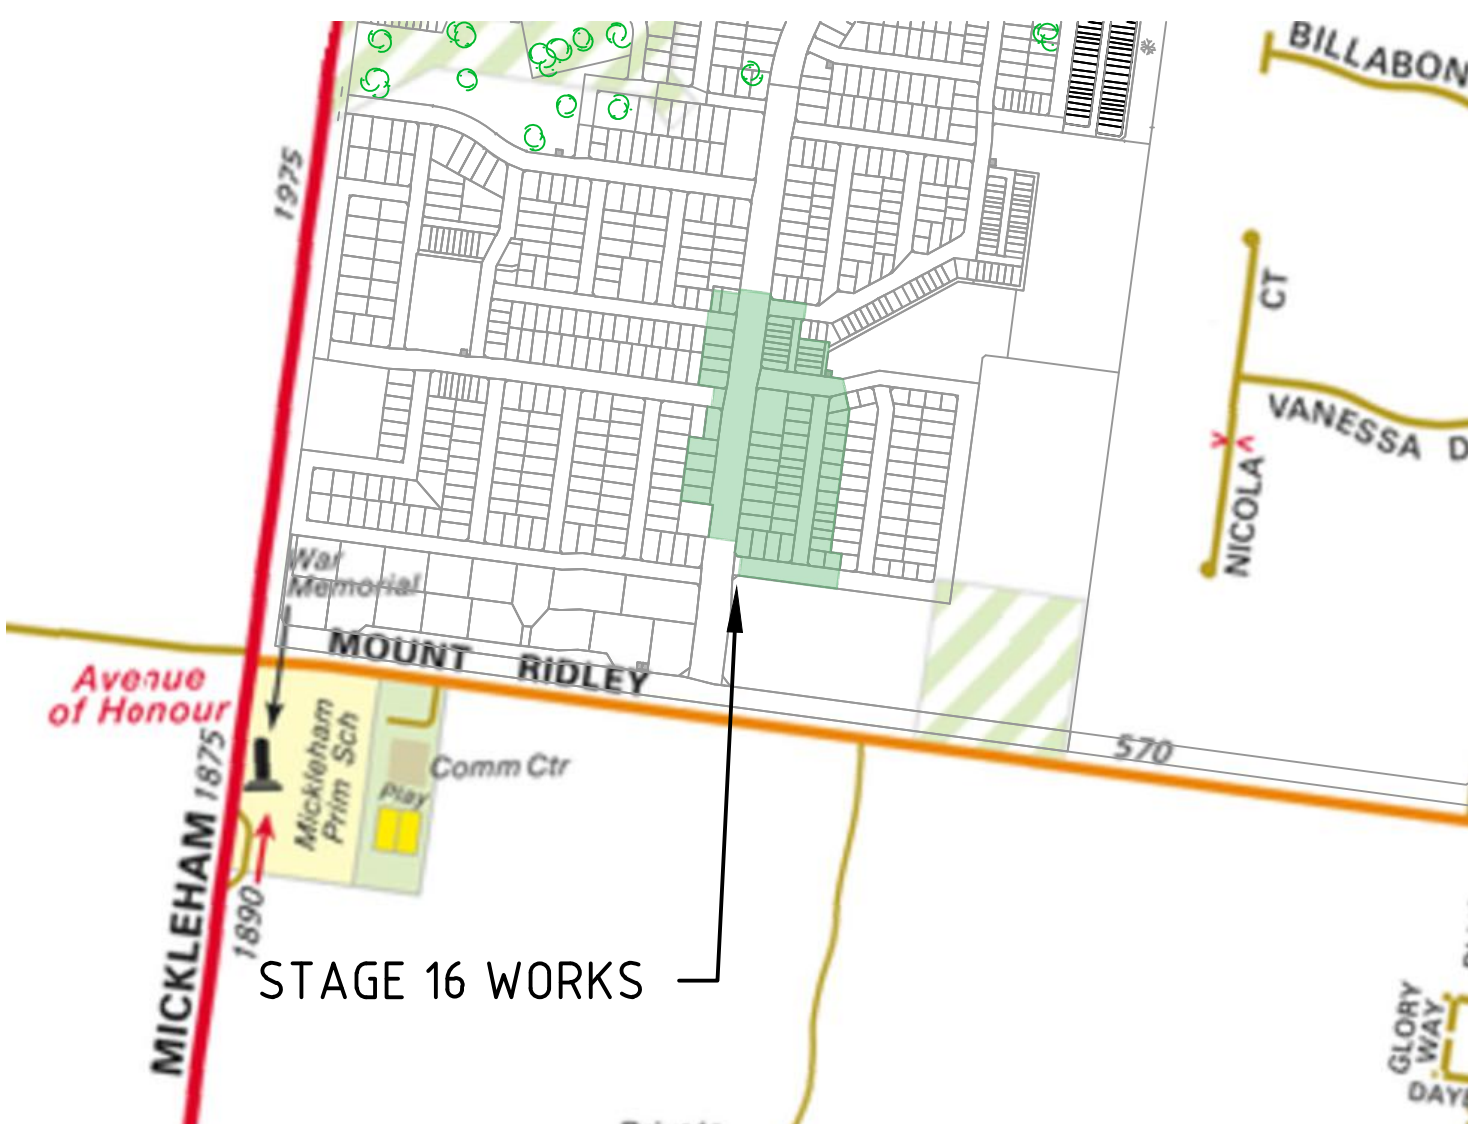 BILLABON
1975
CT
VANESSA D
NICOLA
War
Memorial
MOUNT RIDLEY
Avenue
of Honour
570
1875
Mickleham
Prim Sch
Comm Ctr
Play
MICKLEHAM
1890
STAGE 16 WORKS
GLORY
WAY
DAYE